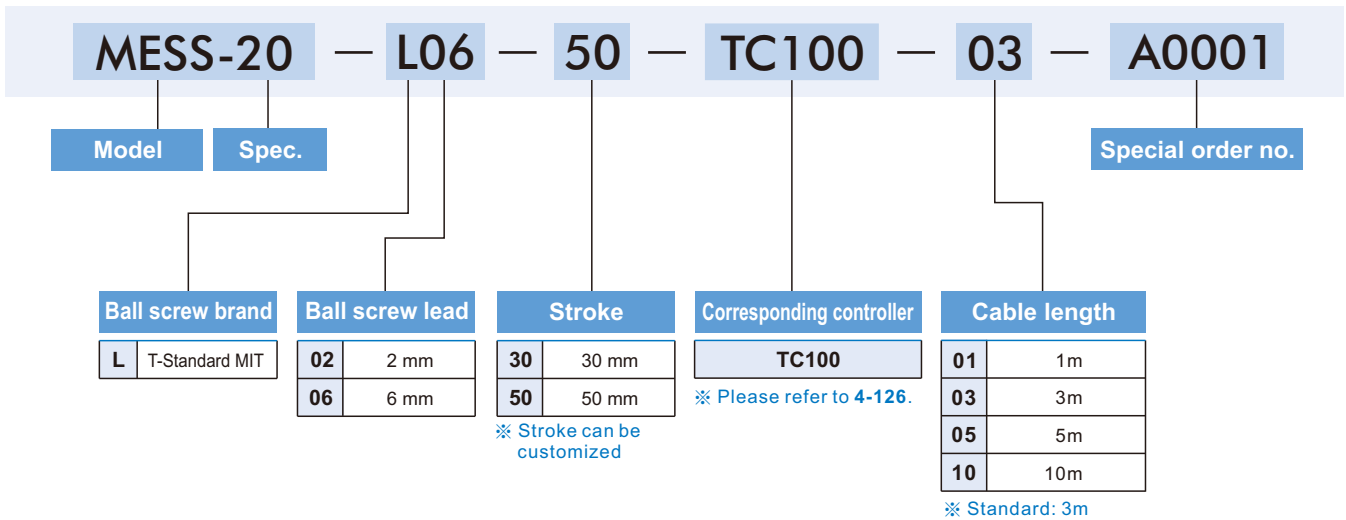 MESS-20 — L06 — 50 — TC100 — 03 — A0001
Model Spec. Special order no.
Ball screw brand
L T-Standard MIT
Ball screw lead
02 2 mm
06 6 mm
Stroke
30 30 mm
50 50 mm
※ Stroke can be
customized
Corresponding controller
TC100
※ Please refer to 4-126.
Cable length
01 1m
03 3m
05 5m
10 10m
※ Standard: 3m